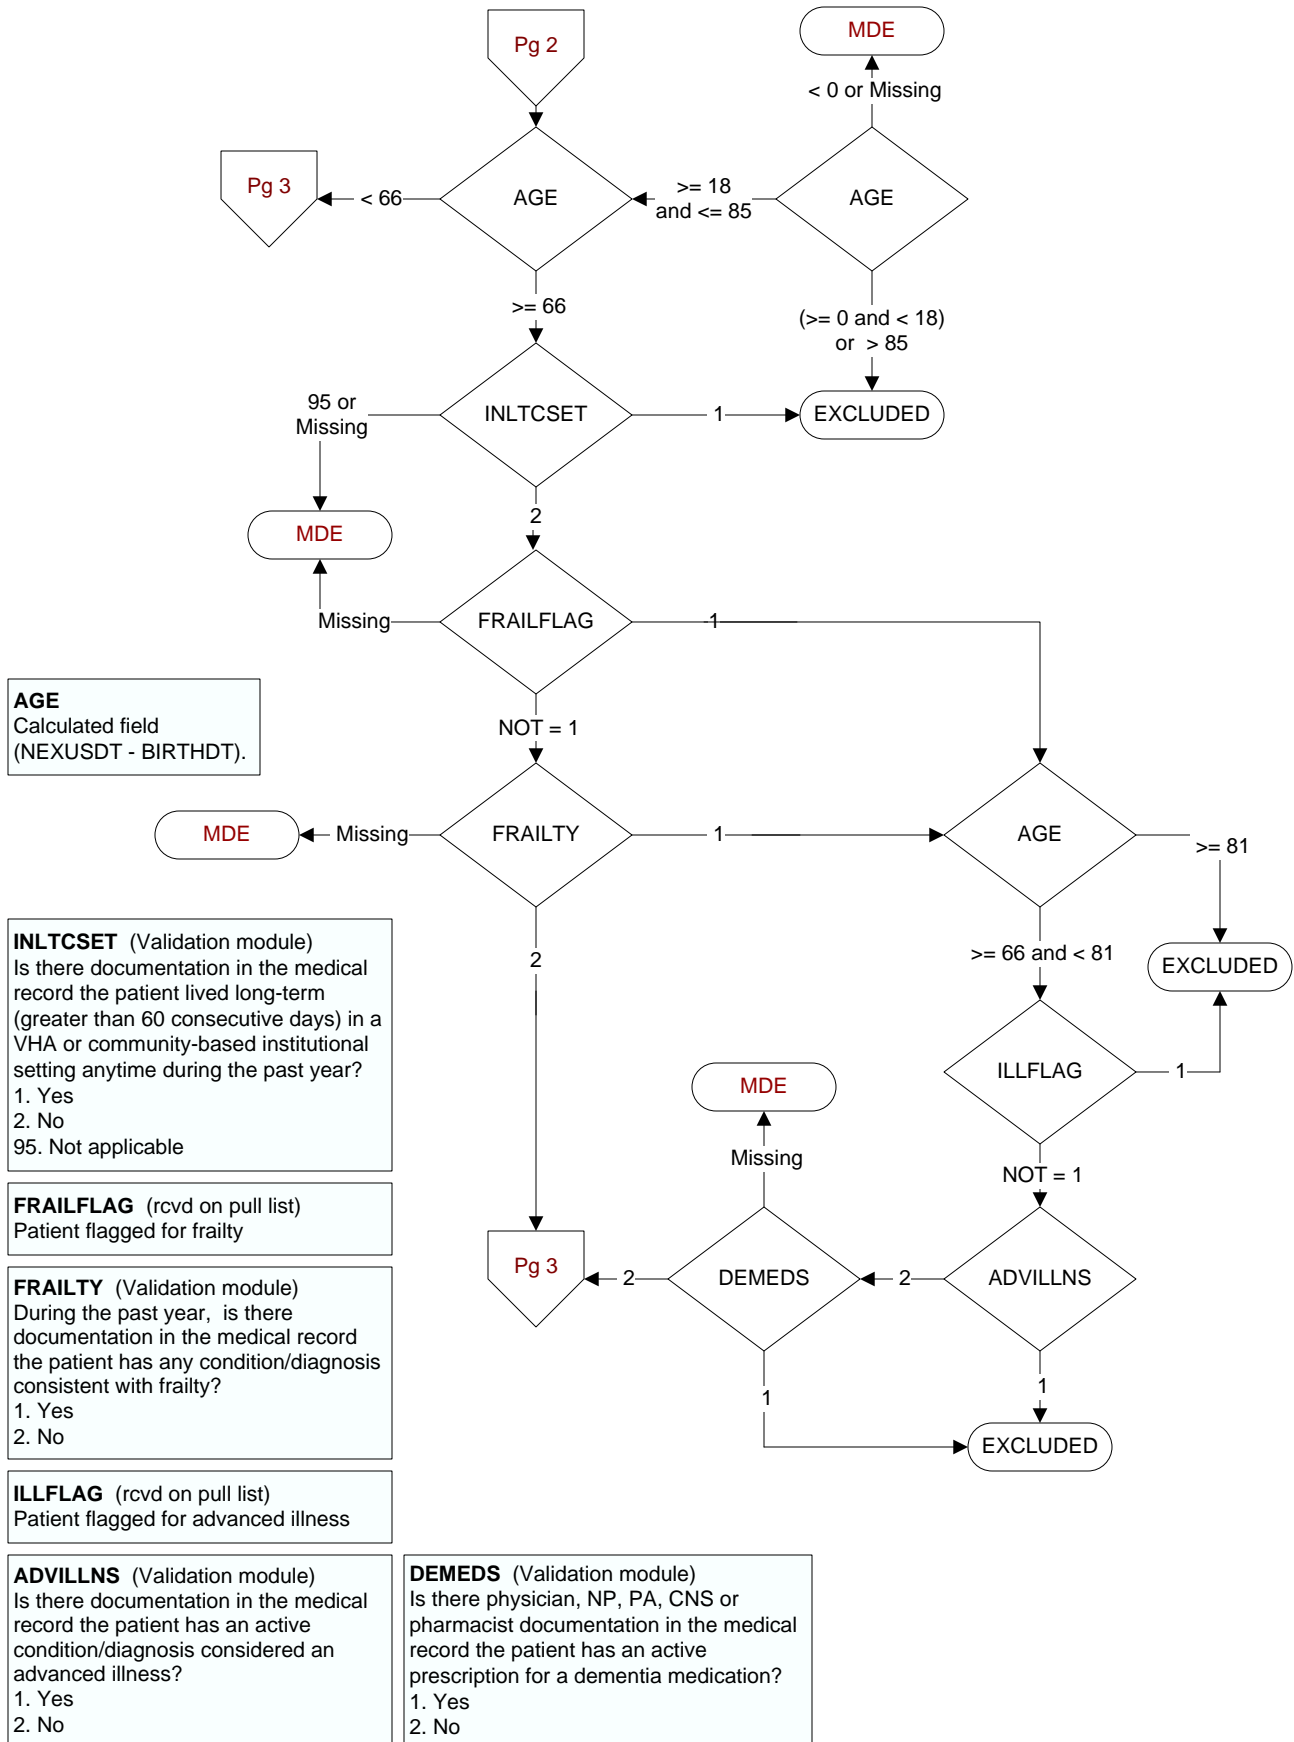 Pg 2
MDE
< 0 or Missing
Pg 3
< 66
AGE
>= 18
and <= 85
AGE
>= 66
(>= 0 and < 18)
or > 85
95 or
Missing
INLTCSET
1
EXCLUDED
2
MDE
Missing
FRAILFLAG
1
AGE
Calculated field
(NEXUSDT - BIRTHDT).
NOT = 1
MDE
Missing
FRAILTY
1
AGE
>= 81
2
>= 66 and < 81
EXCLUDED
INLTCSET (Validation module)
Is there documentation in the medical
record the patient lived long-term
(greater than 60 consecutive days) in a
VHA or community-based institutional
setting anytime during the past year?
1. Yes
2. No
95. Not applicable
ILLFLAG
1
MDE
Missing
NOT = 1
FRAILFLAG (rcvd on pull list)
Patient flagged for frailty
Pg 3
2
DEMEDS
2
ADVILLNS
FRAILTY (Validation module)
During the past year, is there
documentation in the medical record
the patient has any condition/diagnosis
consistent with frailty?
1. Yes
2. No
1
1
EXCLUDED
ILLFLAG (rcvd on pull list)
Patient flagged for advanced illness
ADVILLNS (Validation module)
Is there documentation in the medical
record the patient has an active
condition/diagnosis considered an
advanced illness?
1. Yes
2. No
DEMEDS (Validation module)
Is there physician, NP, PA, CNS or
pharmacist documentation in the medical
record the patient has an active
prescription for a dementia medication?
1. Yes
2. No